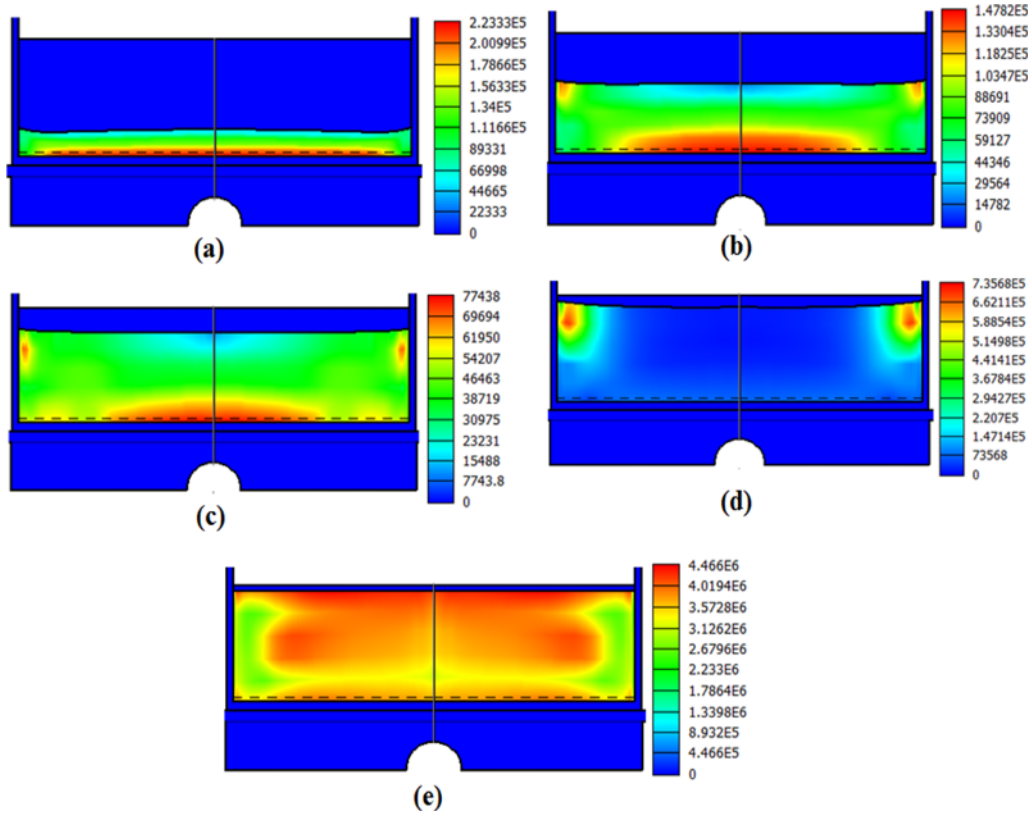 2.2333E5
2.0099E5
1.7866E5
1.5633E5
1.34E5
1.1166E5
89331
66998
44665
22333
0
(a)
1.4782E5
1.3304E5
1.1825E5
1.0347E5
88691
73909
59127
44346
29564
14782
0
(b)
77438
69694
61950
54207
46463
38719
30975
23231
15488
7743.8
0
(c)
7.3568E5
6.6211E5
5.8854E5
5.1498E5
4.4141E5
3.6784E5
2.9427E5
2.207E5
1.4714E5
73568
0
(d)
4.466E6
4.0194E6
3.5728E6
3.1262E6
2.6796E6
2.233E6
1.7864E6
1.3398E6
8.932E5
4.466E5
0
(e)